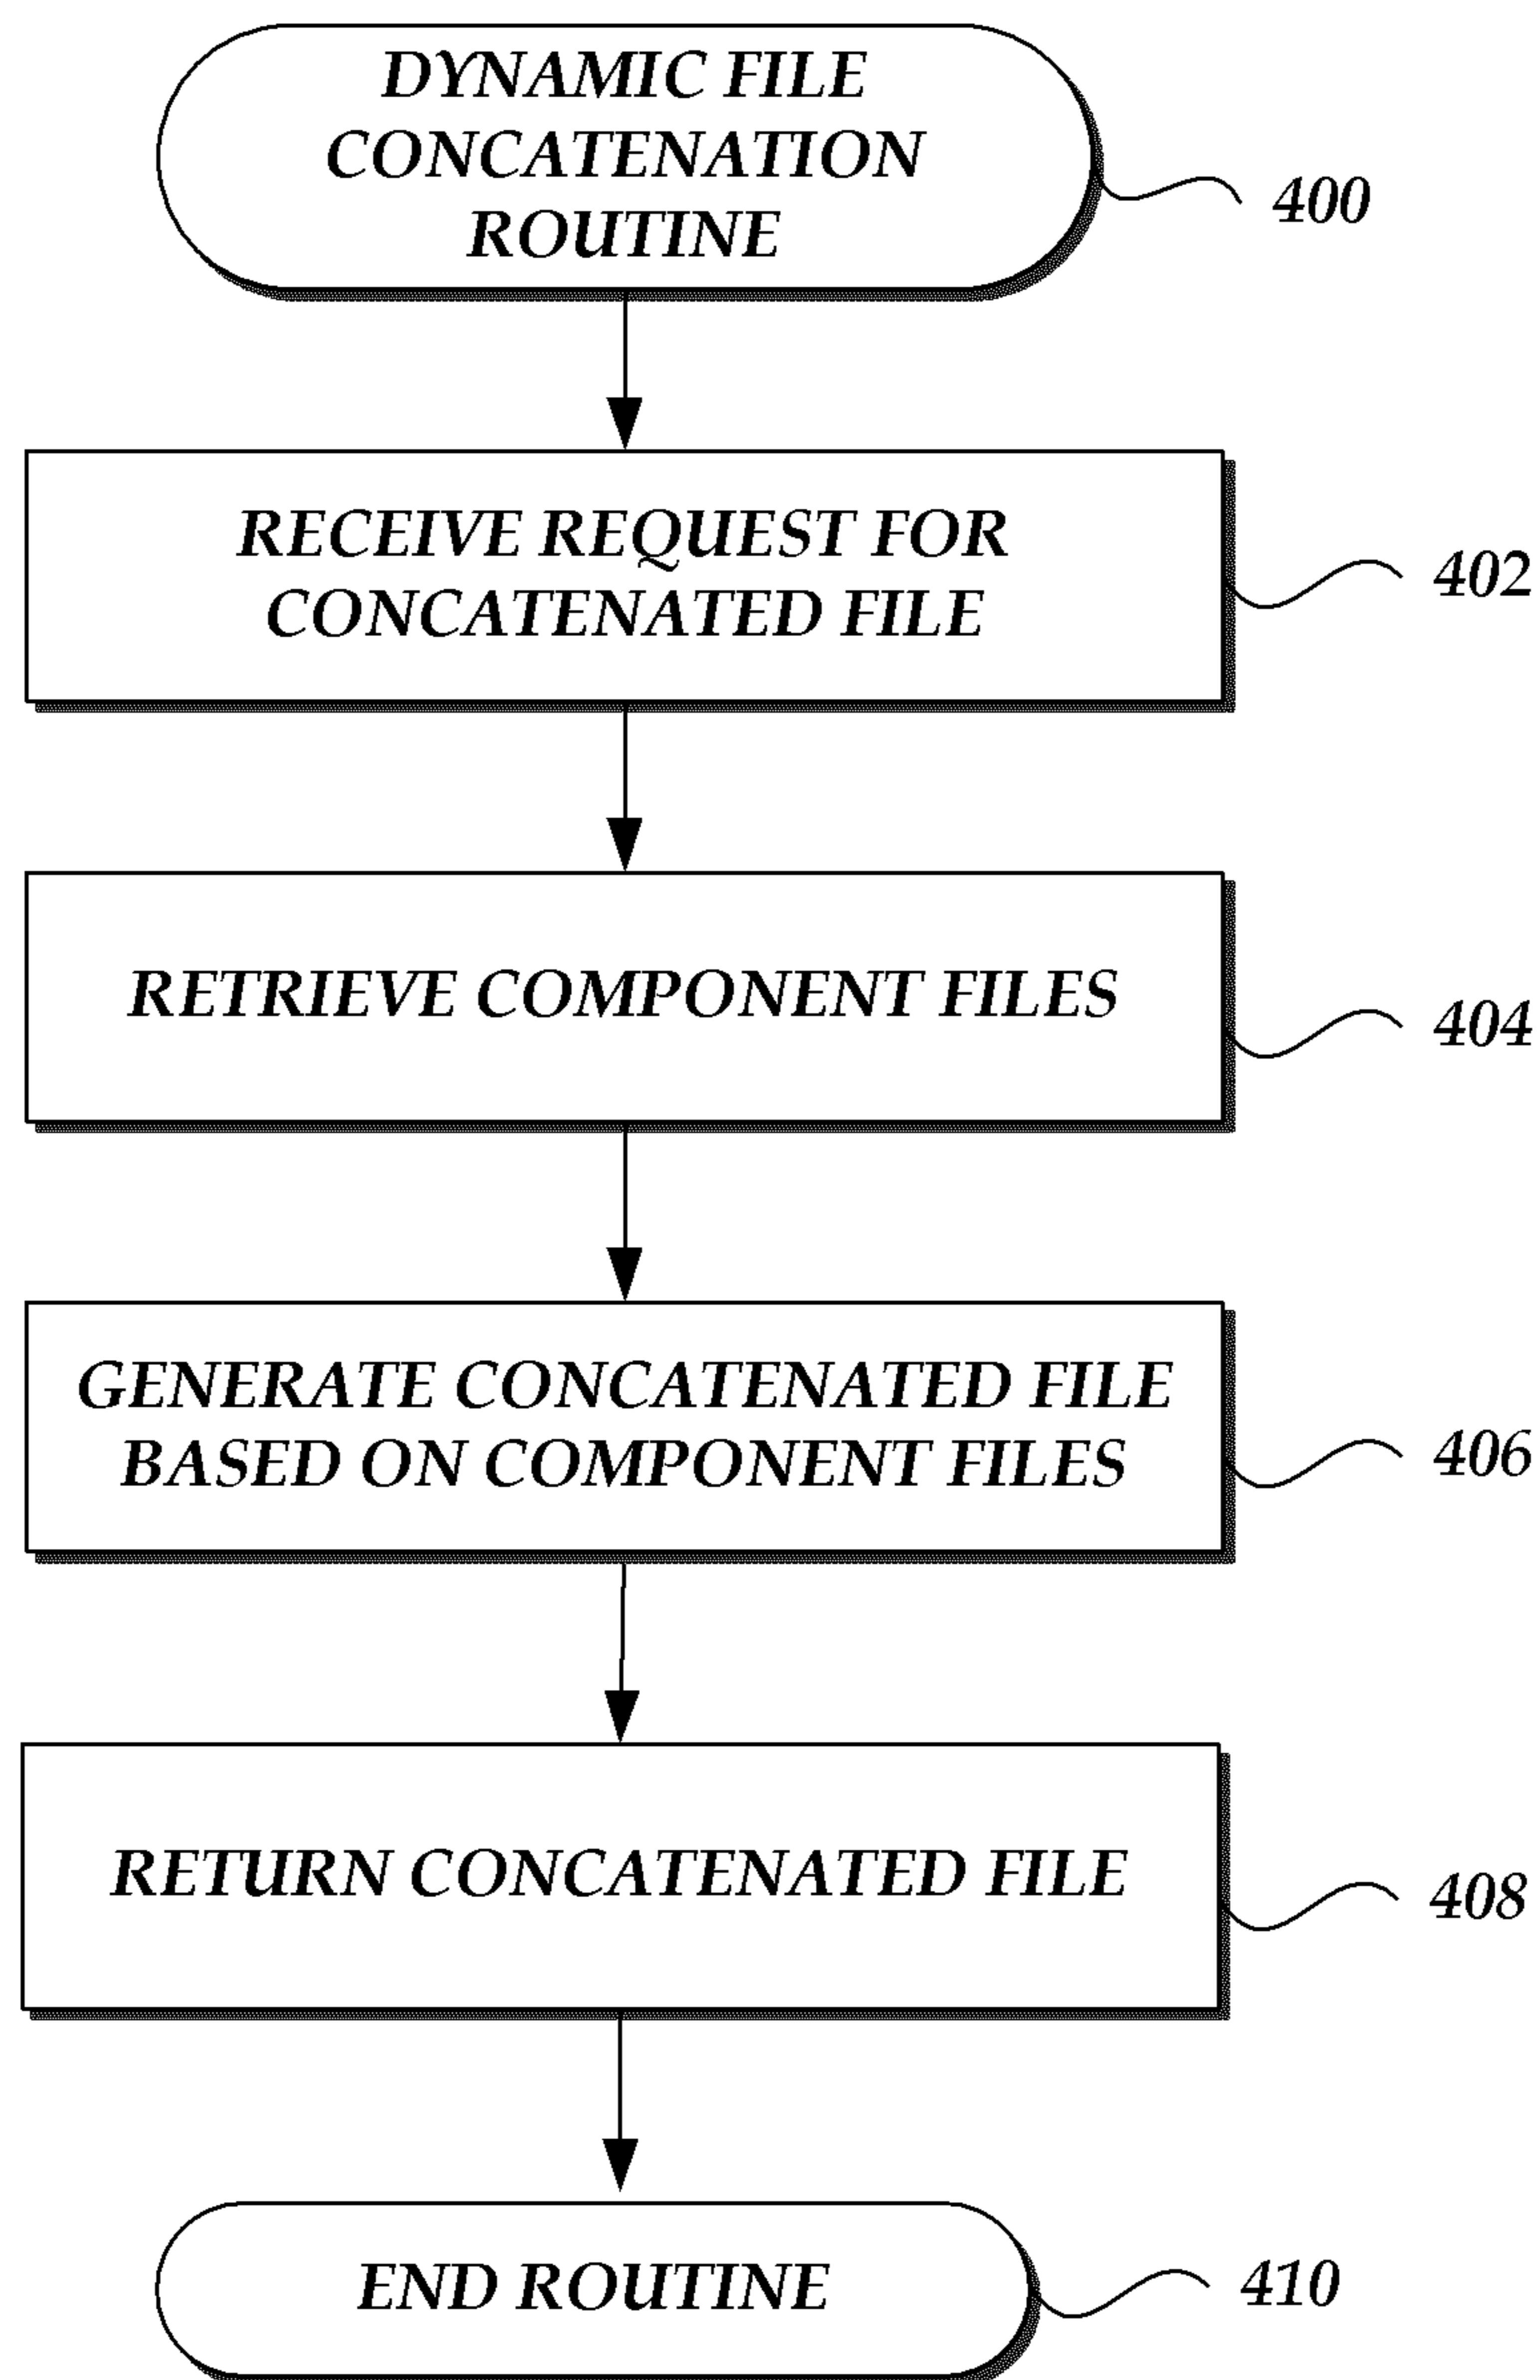 DYNAMIC FILE
CONCATENATION
ROUTINE
400
RECEIVE REQUEST FOR
CONCATENATED FILE
402
RETRIEVE COMPONENT FILES
404
GENERATE CONCATENATED FILE
BASED ON COMPONENT FILES
406
RETURN CONCATENATED FILE
408
END ROUTINE
410